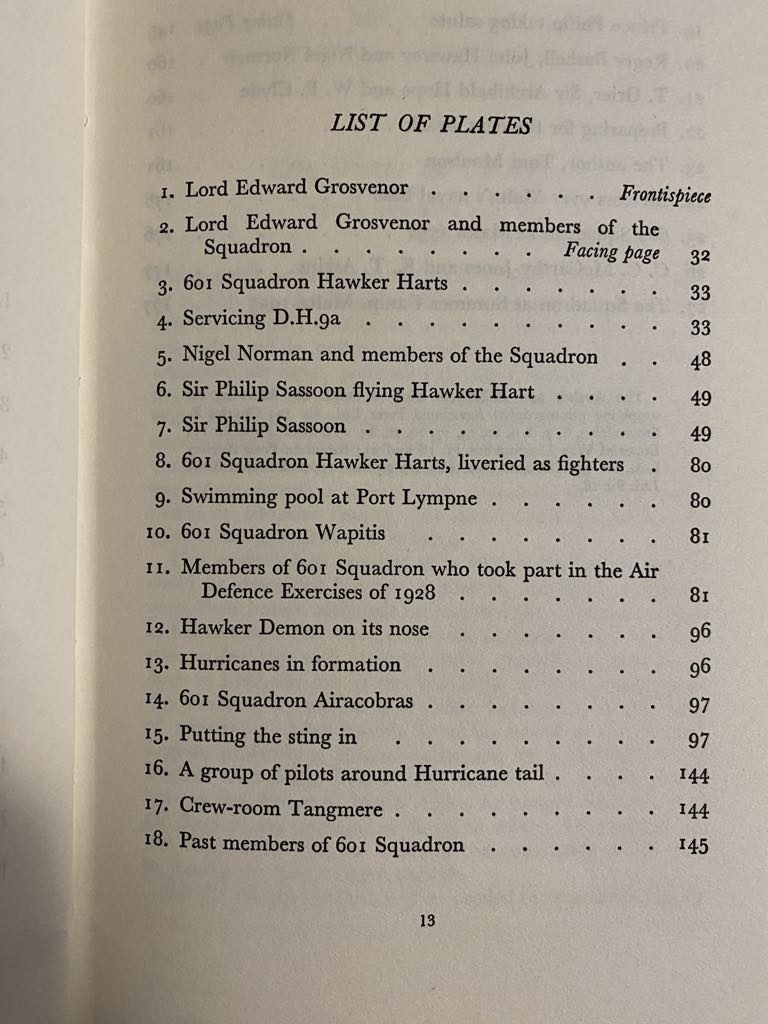 LIST OF PLATES
1. Lord Edward Grosvenor . . . . . . Frontispiece
2. Lord Edward Grosvenor and members of the
Squadron . . . . . . . . Facing page 32
3. 601 Squadron Hawker Harts . . . . . . . 33
4. Servicing D.H.9a . . . . . . . . . 33
5. Nigel Norman and members of the Squadron . . 48
6. Sir Philip Sassoon flying Hawker Hart . . . . 49
7. Sir Philip Sassoon . . . . . . . . . . 49
8. 601 Squadron Hawker Harts, liveried as fighters . 80
9. Swimming pool at Port Lympne . . . . . . 80
10. 601 Squadron Wapitis . . . . . . . . 81
11. Members of 601 Squadron who took part in the Air
Defence Exercises of 1928 . . . . . . . 81
12. Hawker Demon on its nose . . . . . . . 96
13. Hurricanes in formation . . . . . . . . 96
14. 601 Squadron Airacobras . . . . . . . . 97
15. Putting the sting in . . . . . . . . . 97
16. A group of pilots around Hurricane tail . . . . 144
17. Crew-room Tangmere . . . . . . . . . 144
18. Past members of 601 Squadron . . . . . . 145
13